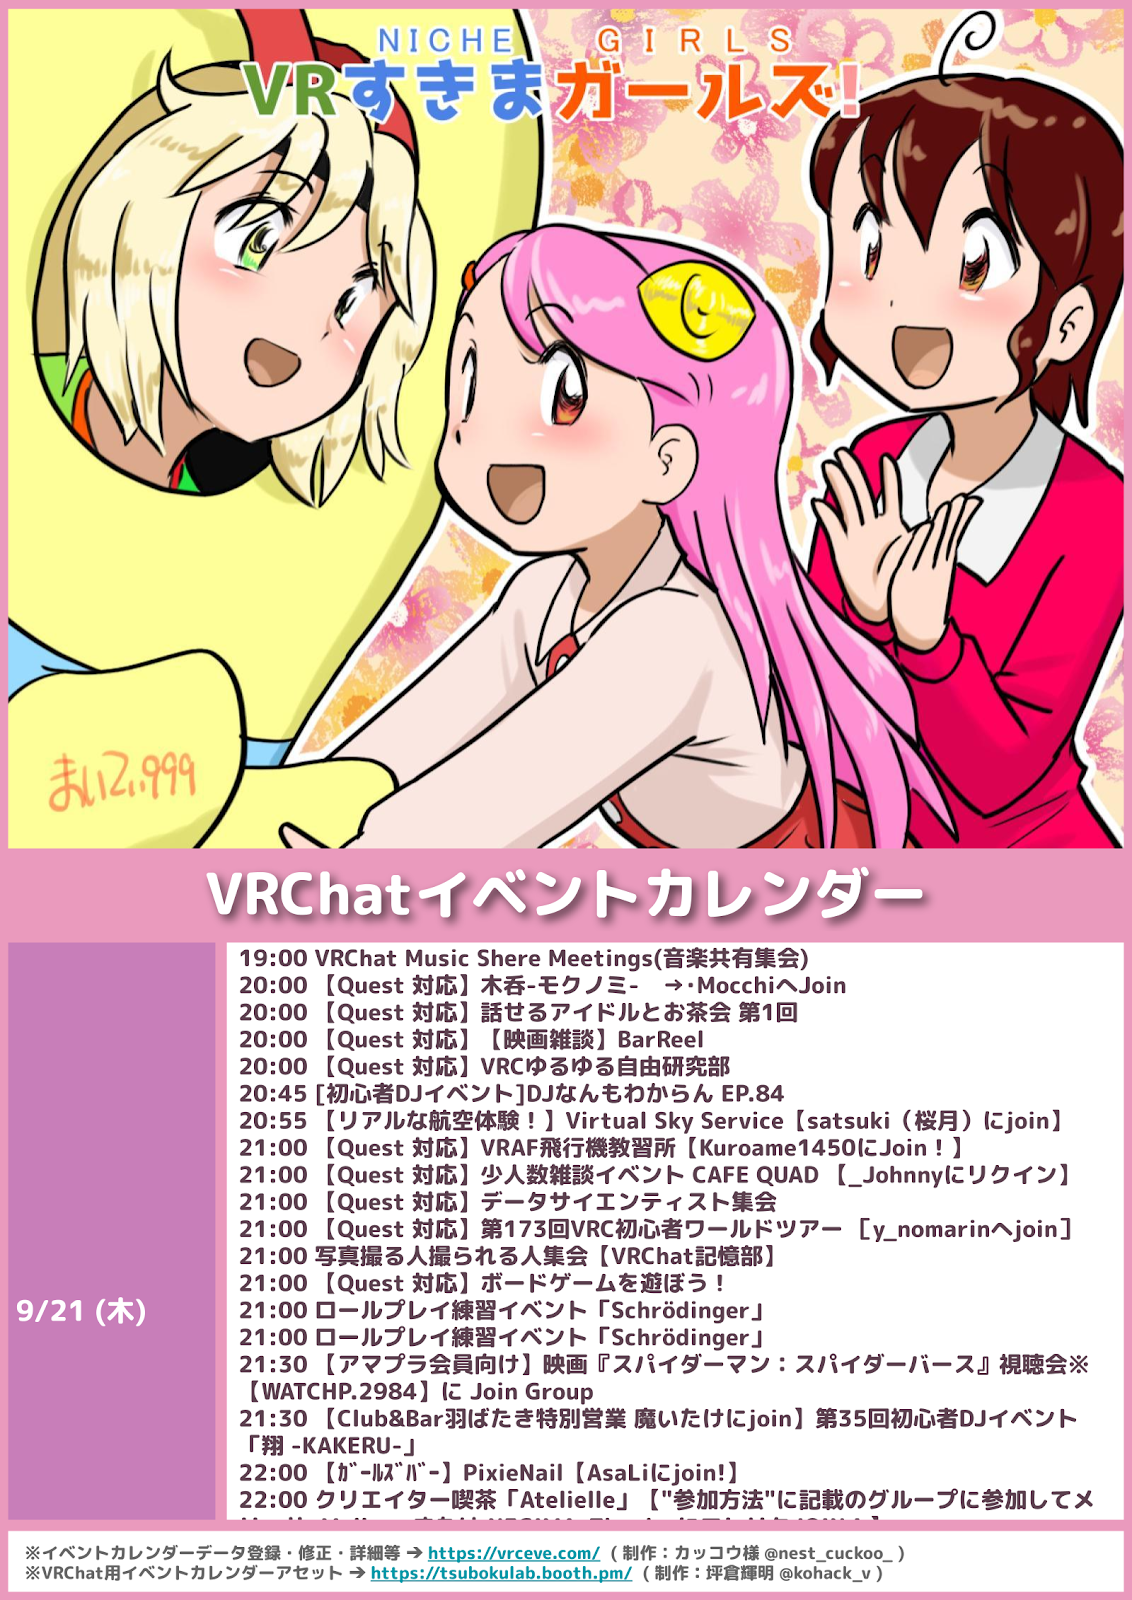 NICHE GIRLS
VRすきまガールズ!
まいてぃ999
VRChatイベントカレンダー
9/21 (木)
19:00 VRChat Music Shere Meetings(音楽共有集会)
20:00 【Quest 対応】木呑-モクノミ-　→･MocchiへJoin
20:00 【Quest 対応】話せるアイドルとお茶会 第1回
20:00 【Quest 対応】【映画雑談】BarReel
20:00 【Quest 対応】VRCゆるゆる自由研究部
20:45 [初心者DJイベント]DJなんもわからん EP.84
20:55 【リアルな航空体験！】Virtual Sky Service【satsuki（桜月）にjoin】
21:00 【Quest 対応】VRAF飛行機教習所【Kuroame1450にJoin！】
21:00 【Quest 対応】少人数雑談イベント CAFE QUAD 【_Johnnyにリクイン】
21:00 【Quest 対応】データサイエンティスト集会
21:00 【Quest 対応】第173回VRC初心者ワールドツアー ［y_nomarinへjoin］
21:00 写真撮る人撮られる人集会【VRChat記憶部】
21:00 【Quest 対応】ボードゲームを遊ぼう！
21:00 ロールプレイ練習イベント「Schrödinger」
21:00 ロールプレイ練習イベント「Schrödinger」
21:30 【アマプラ会員向け】映画『スパイダーマン：スパイダーバース』視聴会※
【WATCHP.2984】に Join Group
21:30 【Club&Bar羽ばたき特別営業 魔いたけにjoin】第35回初心者DJイベント
「翔 -KAKERU-」
22:00 【ｶﾞｰﾙｽﾞﾊﾞｰ】PixieNail【AsaLiにjoin!】
22:00 クリエイター喫茶「Atelielle」【"参加方法"に記載のグループに参加してメ
※イベントカレンダーデータ登録・修正・詳細等 ➔ https://vrceve.com/ ( 制作：カッコウ様 @nest_cuckoo_ )
※VRChat用イベントカレンダーアセット ➔ https://tsubokulab.booth.pm/ ( 制作：坪倉輝明 @kohack_v )